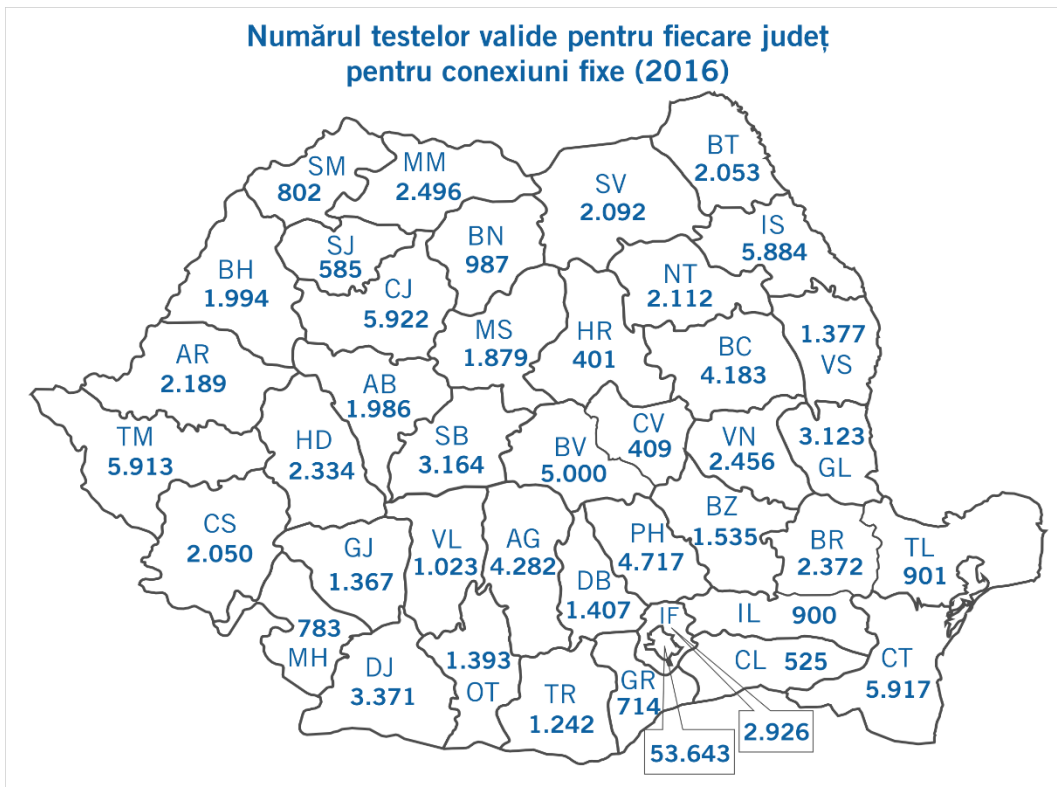 Numărul testelor valide pentru fiecare județ
pentru conexiuni fixe (2016)
SM
802
MM
2.496
SV
2.092
BT
2.053
IS
5.884
SJ
585
BN
987
BH
1.994
CJ
5.922
NT
2.112
MS
1.879
HR
401
BC
4.183
1.377
VS
AR
2.189
AB
1.986
TM
5.913
HD
2.334
SB
3.164
BV
5.000
CV
409
VN
2.456
3.123
GL
CS
2.050
GJ
1.367
VL
1.023
AG
4.282
DB
1.407
PH
4.717
BZ
1.535
BR
2.372
TL
901
783
MH
DJ
3.371
1.393
OT
TR
1.242
GR
714
IF
IL 900
CL 525
CT
5.917
2.926
53.643